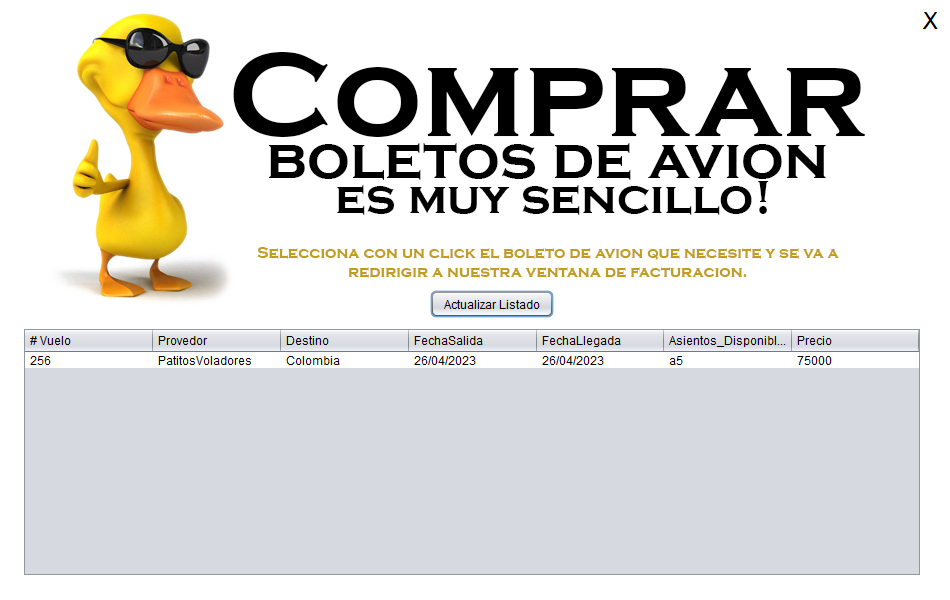 X
COMPRAR
BOLETOS DE AVION
ES MUY SENCILLO!
SELECCIONA CON UN CLICK EL BOLETO DE AVION QUE NECESITE Y SE VA A
REDIRIGIR A NUESTRA VENTANA DE FACTURACION.
Actualizar Listado
# Vuelo Provedor Destino FechaSalida FechaLlegada Asientos_Disponibl... Precio
256 PatitosVoladores Colombia 26/04/2023 26/04/2023 a5 75000